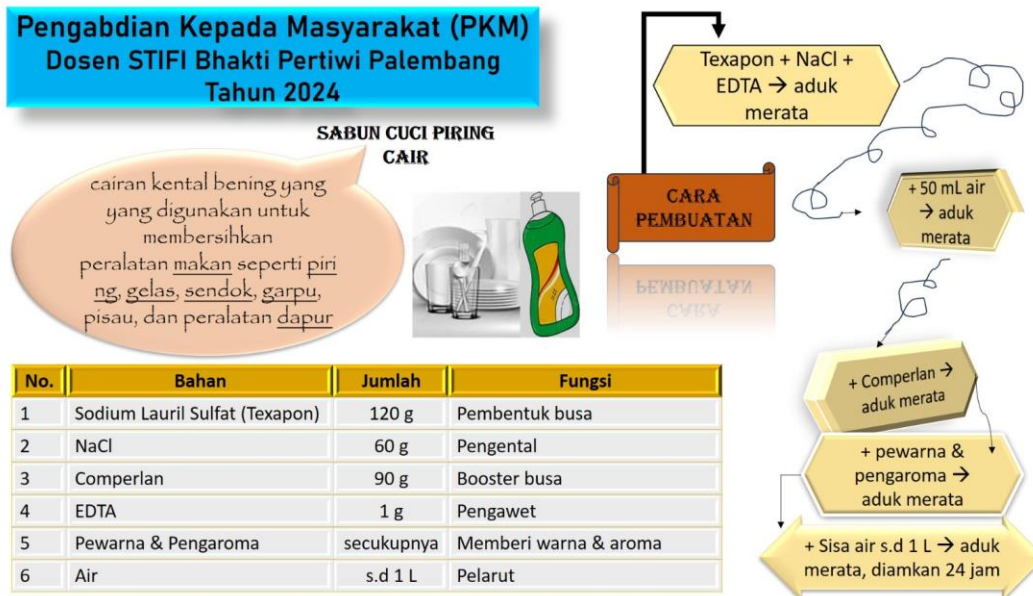 Pengabdian Kepada Masyarakat (PKM)
Dosen STIFI Bhakti Pertiwi Palembang
Tahun 2024
SABUN CUCI PIRING
CAIR
cairan kental bening yang
yang digunakan untuk
membersihkan
peralatan makan seperti piri
ng, gelas, sendok, garpu,
pisau, dan peralatan dapur
No. Bahan Jumlah Fungsi
1 Sodium Lauril Sulfat (Texapon) 120 g Pembentuk busa
2 NaCl 60 g Pengental
3 Comperlan 90 g Booster busa
4 EDTA 1 g Pengawet
5 Pewarna & Pengaroma secukupnya Memberi warna & aroma
6 Air s.d 1 L Pelarut
CARA
PEMBUATAN
Texapon + NaCl +
EDTA → aduk
merata
+ 50 mL air
→ aduk
merata
+ Comperlan →
aduk merata
+ pewarna &
pengaroma →
aduk merata
+ Sisa air s.d 1 L → aduk
merata, diamkan 24 jam